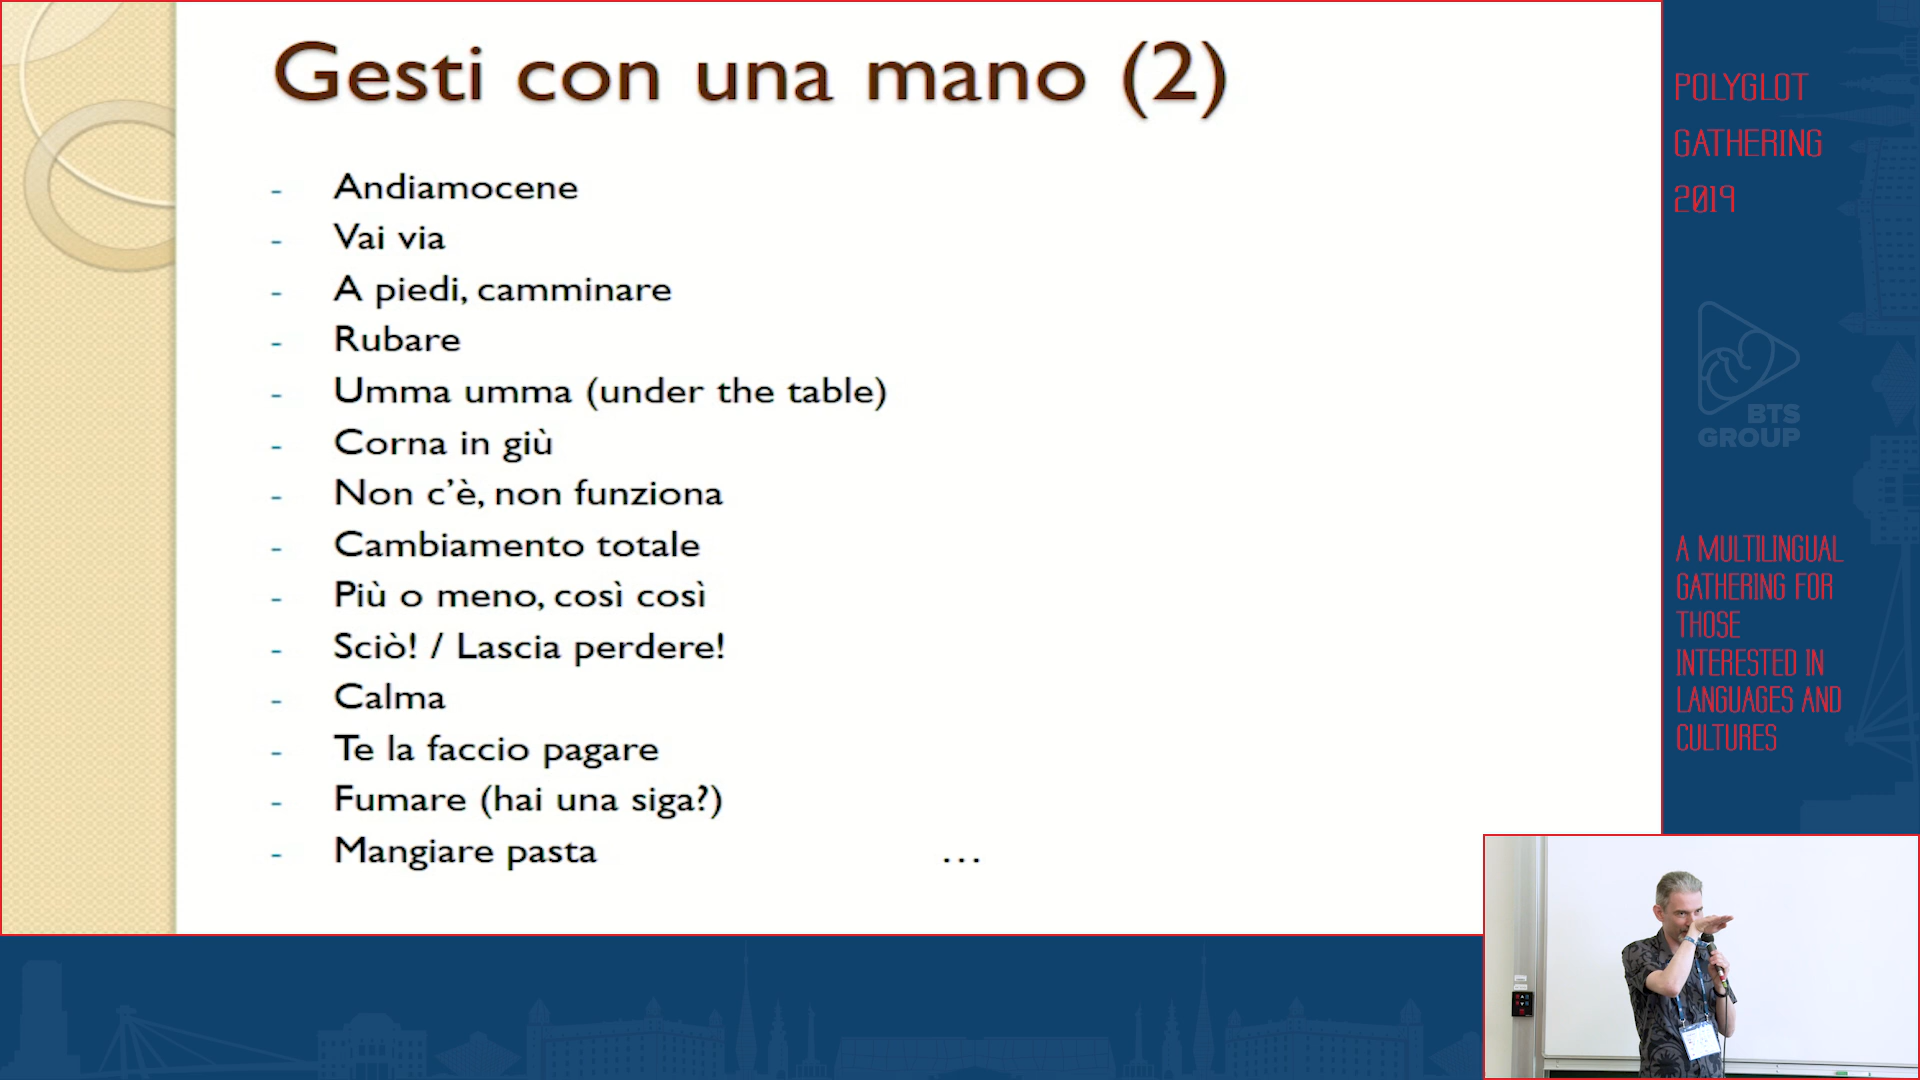 Gesti con una mano (2)
- Andiamocene
- Vai via
- A piedi, camminare
- Rubare
- Umma umma (under the table)
- Corna in giù
- Non c’è, non funziona
- Cambiamento totale
- Più o meno, così così
- Sciò! / Lascia perdere!
- Calma
- Te la faccio pagare
- Fumare (hai una siga?)
- Mangiare pasta ...
POLYGLOT
GATHERING
2019
BTS
GROUP
A MULTILINGUAL
GATHERING FOR
THOSE
INTERESTED IN
LANGUAGES AND
CULTURES